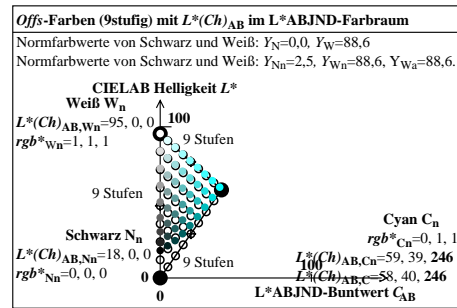 Offs-Farben (9stufig) mit L*(Ch)AB im L*ABJND-Farbraum
Normfarbwerte von Schwarz und Weiß: YN=0,0, YW=88,6
Normfarbwerte von Schwarz und Weiß: YNn=2,5, YWn=88,6, YWa=88,6.
CIELAB Helligkeit L*
Weiß Wn
100
L*(Ch)AB,Wn=95, 0, 0
rgb*Wn=1, 1, 1
9 Stufen
9 Stufen
Schwarz Nn
L*(Ch)AB,Nn=18, 0, 0
rgb*Nn=0, 0, 0
9 Stufen
Cyan Cn
rgb*Cn=0, 1, 1
L*(Ch)AB,Cn=59, 39, 246
L*(Ch)AB,C=58, 40, 246
100
L*ABJND-Buntwert CAB
0
0